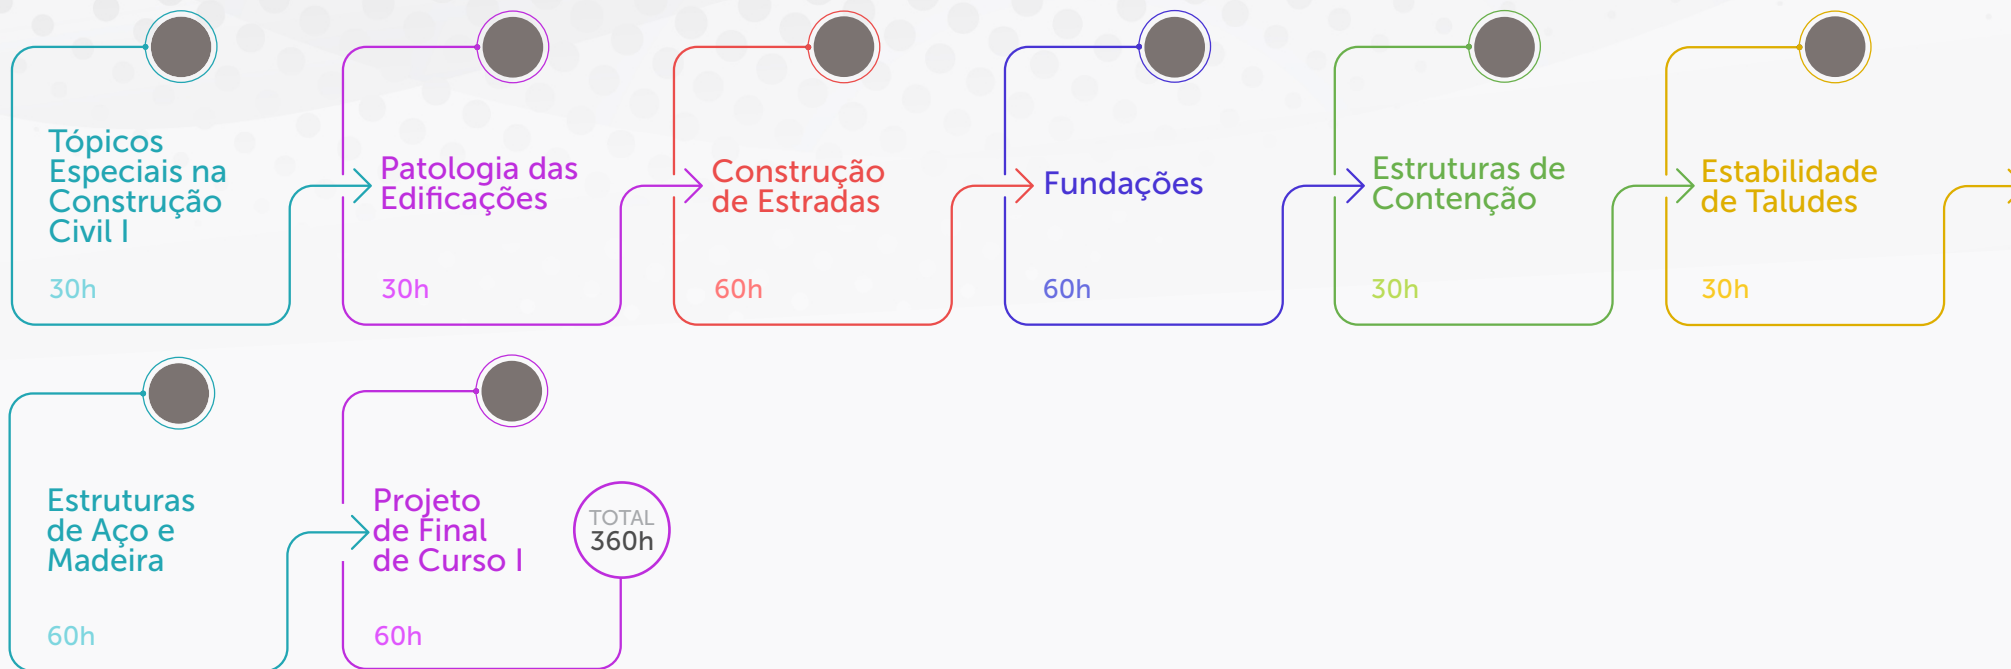 Tópicos
Especiais na
Construção
Civil I
30h
Patologia das
Edificações
30h
Construção
de Estradas
60h
Fundações
60h
Estruturas de
Contenção
30h
Estabilidade
de Taludes
30h
Estruturas
de Aço e
Madeira
60h
Projeto
de Final
de Curso I
60h
TOTAL
360h